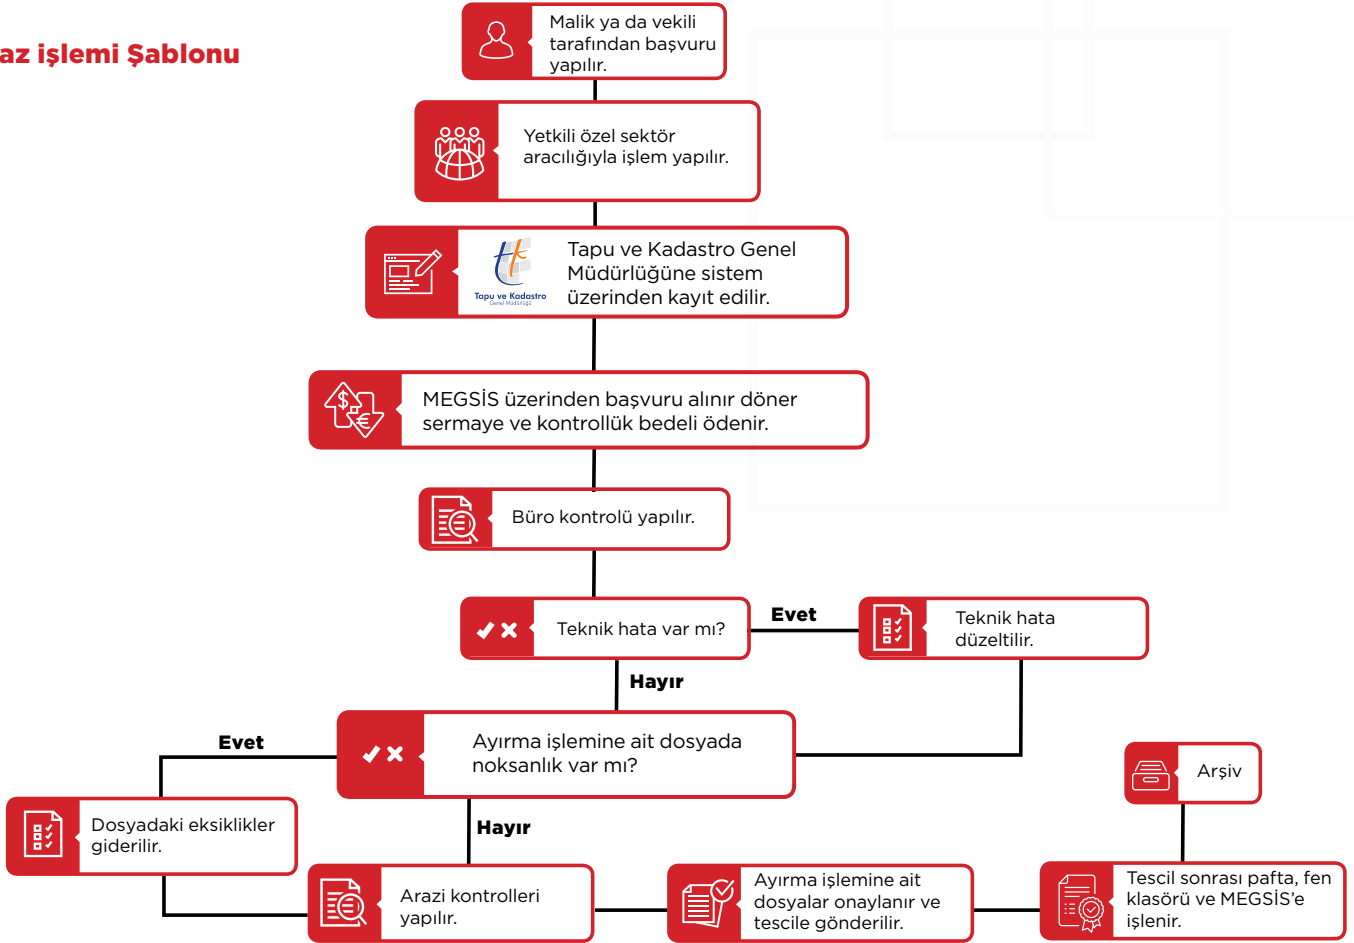 az işlemi Şablonu
Malik ya da vekili
tarafından başvuru
yapılır.
Yetkili özel sektör
aracılığıyla işlem yapılır.
Tapu ve Kadastro
Genel Müdürlüğü
Tapu ve Kadastro Genel
Müdürlüğüne sistem
üzerinden kayıt edilir.
MEGSİS üzerinden başvuru alınır döner
sermaye ve kontrollük bedeli ödenir.
Büro kontrolü yapılır.
Teknik hata var mı?
Evet
Teknik hata
düzeltilir.
Hayır
Ayırma işlemine ait dosyada
noksanlık var mı?
Evet
Dosyadaki eksiklikler
giderilir.
Hayır
Arazi kontrolleri
yapılır.
Ayırma işlemine ait
dosyalar onaylanır ve
tescile gönderilir.
Tescil sonrası pafta, fen
klasörü ve MEGSİS'e
işlenir.
Arşiv